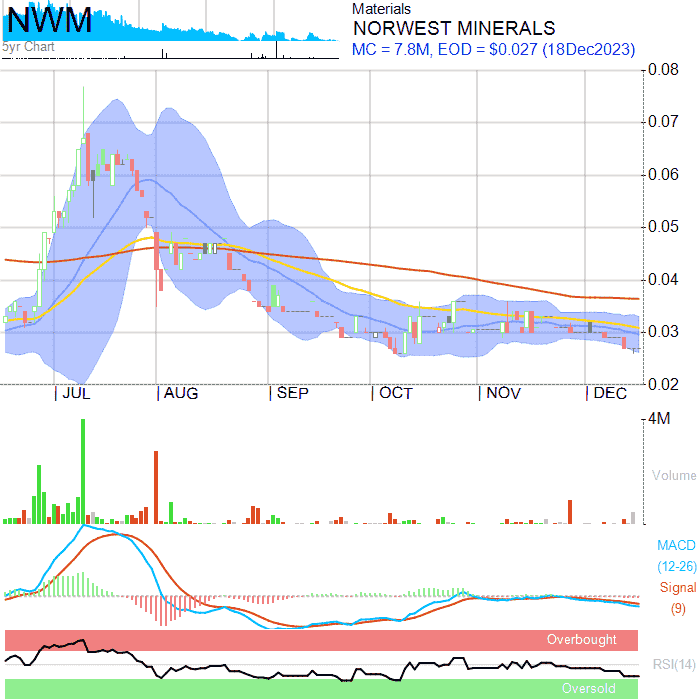 NWM
5yr Chart
Materials
NORWEST MINERALS
MC = 7.8M, EOD = $0.027 (18Dec2023)
0.08
0.07
0.06
0.05
0.04
0.03
0.02
JUL AUG SEP OCT NOV DEC
4M
Volume
MACD
(12-26)
Signal
(9)
Overbought
RSI(14)
Oversold